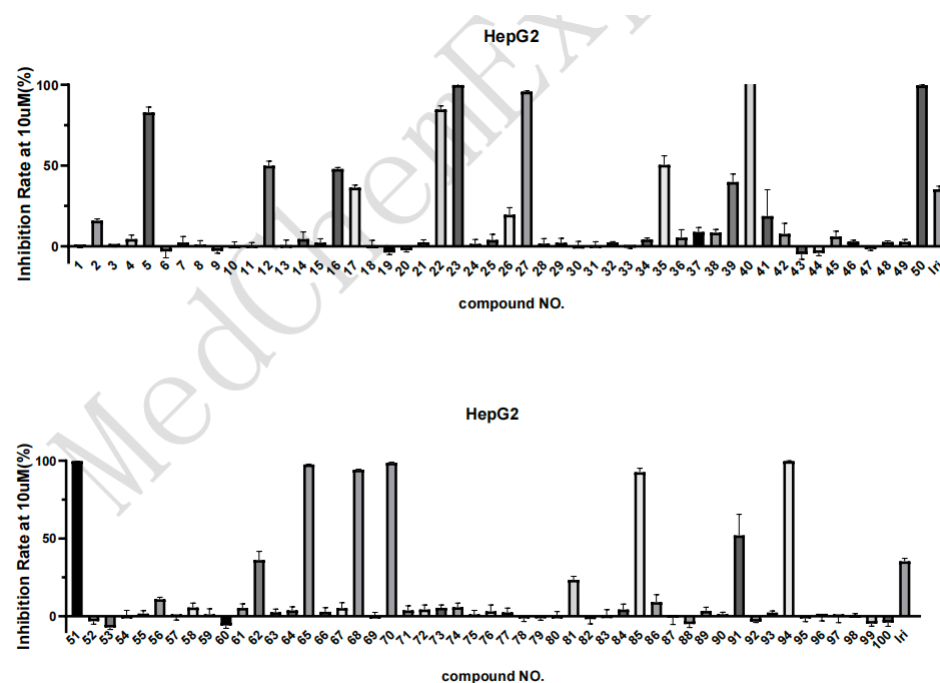 HepG2
Inhibition Rate at 10uM(%)
100
50
0
1 2 3 4 5 6 7 8 9 10 11 12 13 14 15 16 17 18 19 20 21 22 23 24 25 26 27 28 29 30 31 32 33 34 35 36 37 38 39 40 41 42 43 44 45 46 47 48 49 50 Iri
compound NO.
HepG2
Inhibition Rate at 10uM(%)
100
50
0
51 52 53 54 55 56 57 58 59 60 61 62 63 64 65 66 67 68 69 70 71 72 73 74 75 76 77 78 79 80 81 82 83 84 85 86 87 88 89 90 91 92 93 94 95 96 97 98 99 100 Iri
compound NO.